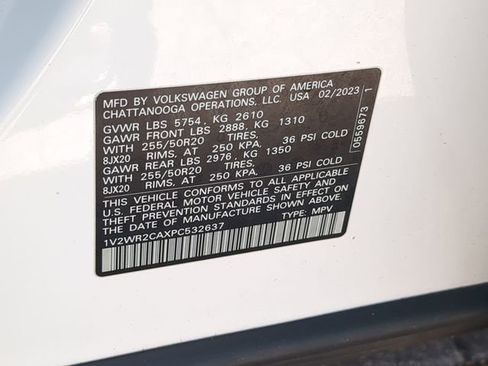 MFD BY VOLKSWAGEN GROUP OF AMERICA
CHATTANOOGA OPERATIONS, LLC. USA 02/2023
GVWR LBS 5754, KG 2610
GAWR FRONT LBS 2888, KG 1310
WITH 255/50R20 TIRES.
8JX20 RIMS, AT 250 KPA. 36 PSI COLD
GAWR REAR LBS 2976, KG 1350
WITH 255/50R20 TIRES.
8JX20 RIMS, AT 250 KPA. 36 PSI COLD
THIS VEHICLE CONFORMS TO ALL APPLICABLE
U.S. FEDERAL MOTOR VEHICLE SAFETY AND
THEFT PREVENTION STANDARDS IN EFFECT ON
THE DATE OF MANUFACTURE SHOWN ABOVE.
1V2WR2CAXPC532637 TYPE: MPV
0559673 1